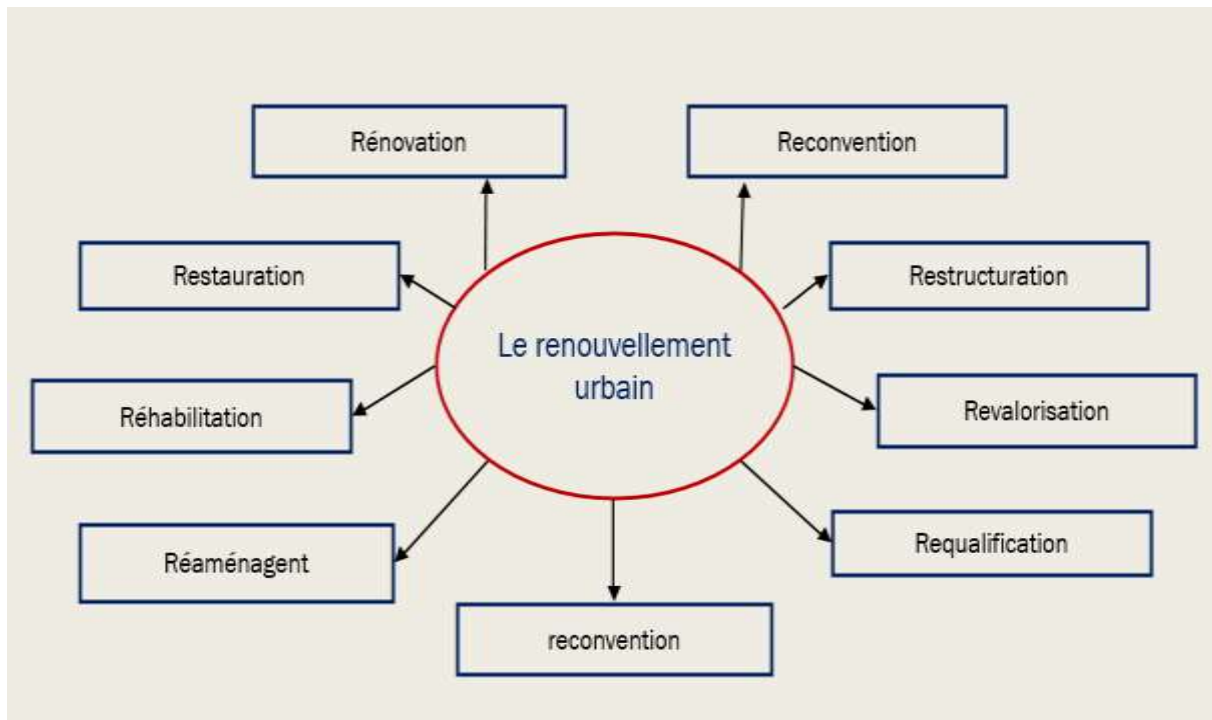 Rénovation
Reconvention
Restauration
Restructuration
Le renouvellement
urbain
Réhabilitation
Revalorisation
Réaménagent
Requalification
reconvention